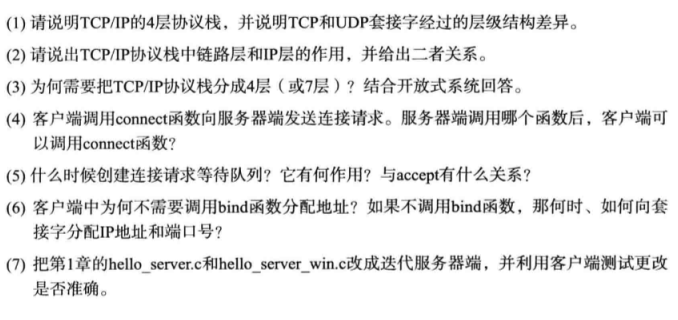 (1) 请说明TCP/IP的4层协议栈，并说明TCP和UDP套接字经过的层级结构差异。
(2) 请说出TCP/IP协议栈中链路层和IP层的作用，并给出二者关系。
(3) 为何需要把TCP/IP协议栈分成4层（或7层）？结合开放式系统回答。
(4) 客户端调用connect函数向服务器端发送连接请求。服务器端调用哪个函数后，客户端可
以调用connect函数？
(5) 什么时候创建连接请求等待队列？它有何作用？与accept有什么关系？
(6) 客户端中为何不需要调用bind函数分配地址？如果不调用bind函数，那何时、如何向套
接字分配IP地址和端口号？
(7) 把第1章的hello_server.c和hello_server_win.c改成迭代服务器端，并利用客户端测试更改
是否准确。